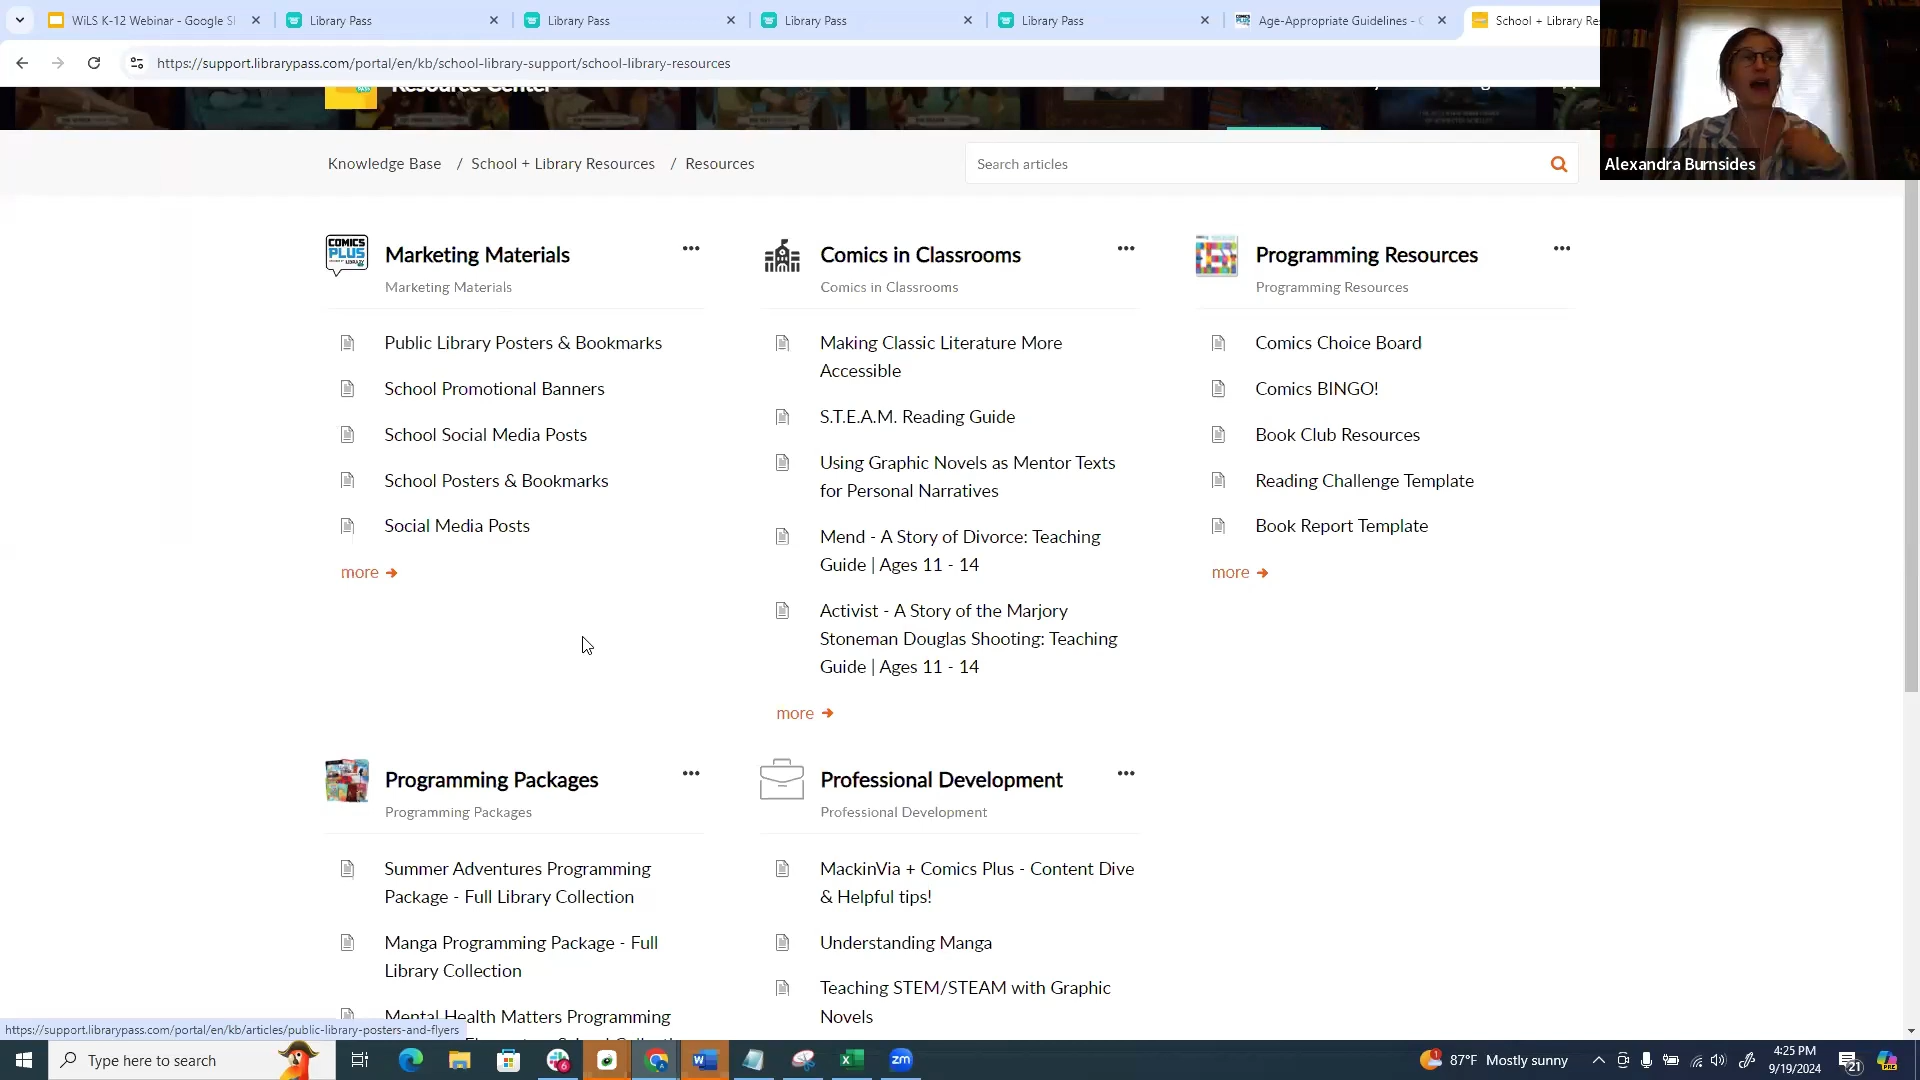 WiLS K-12 Webinar - Google Sl
Library Pass
Library Pass
Library Pass
Library Pass
Age-Appropriate Guidelines - C
School + Library Res
https://support.librarypass.com/portal/en/kb/school-library-support/school-library-resources
Resource Center
Alexandra Burnsides
Knowledge Base / School + Library Resources / Resources
Search articles
COMICS PLUS
Marketing Materials
Marketing Materials
Public Library Posters & Bookmarks
School Promotional Banners
School Social Media Posts
School Posters & Bookmarks
Social Media Posts
more
Comics in Classrooms
Comics in Classrooms
Making Classic Literature More
Accessible
S.T.E.A.M. Reading Guide
Using Graphic Novels as Mentor Texts
for Personal Narratives
Mend - A Story of Divorce: Teaching
Guide | Ages 11 - 14
Activist - A Story of the Marjory
Stoneman Douglas Shooting: Teaching
Guide | Ages 11 - 14
more
Programming Resources
Programming Resources
Comics Choice Board
Comics BINGO!
Book Club Resources
Reading Challenge Template
Book Report Template
more
Programming Packages
Programming Packages
Summer Adventures Programming
Package - Full Library Collection
Manga Programming Package - Full
Library Collection
Mental Health Matters Programming
Professional Development
Professional Development
MackinVia + Comics Plus - Content Dive
& Helpful tips!
Understanding Manga
Teaching STEM/STEAM with Graphic
Novels
https://support.librarypass.com/portal/en/kb/articles/public-library-posters-and-flyers
Type here to search
87°F Mostly sunny
4:25 PM
9/19/2024
21